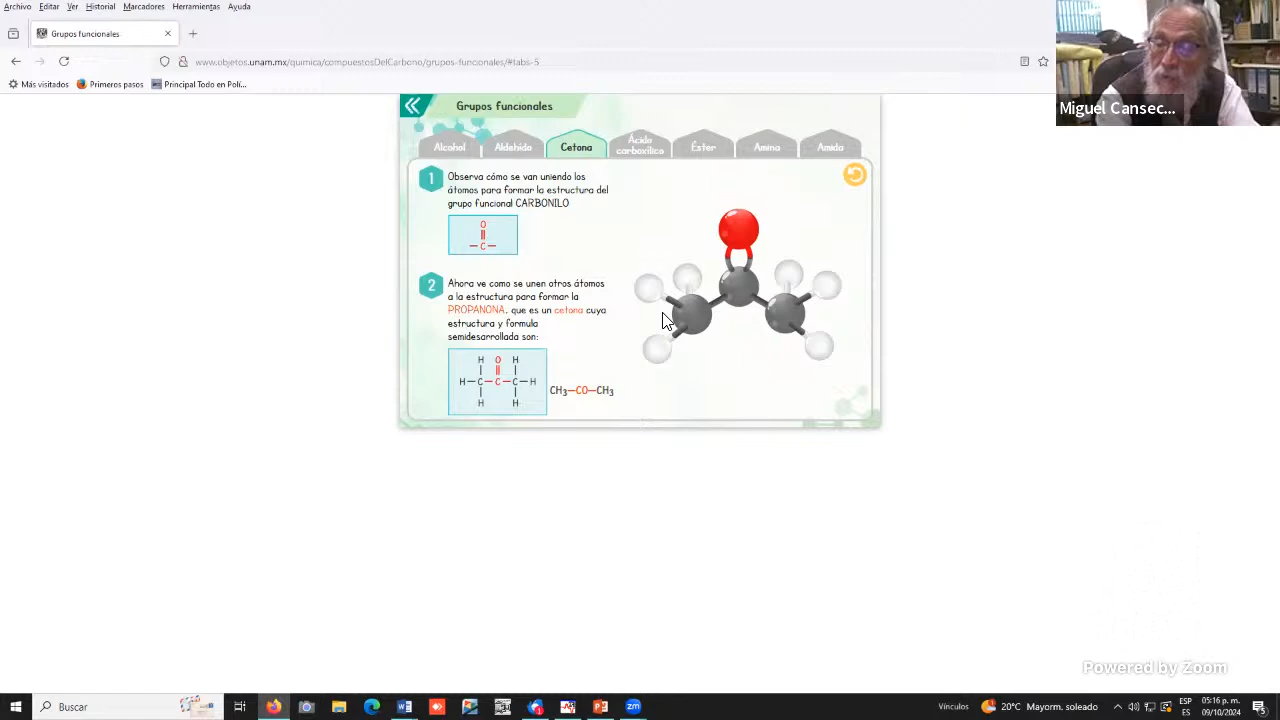 Archivo Editar Ver Historial Marcadores Herramientas Ayuda
Grupos funcionales
www.objetos.unam.mx/quimica/compuestosDelCarbono/grupos-funcionales/#tabs-5
Más visitados Primeros pasos Principal Todo en Polí...
Miguel Cansec...
Grupos funcionales
Alcohol Aldehído Cetona Ácido carboxílico Éster Amina Amida
1 Observa cómo se van uniendo los
átomos para formar la estructura del
grupo funcional CARBONILO
O
C
2 Ahora ve como se unen otros átomos
a la estructura para formar la
PROPANONA, que es un cetona cuya
estructura y formula
semidesarrollada son:
H O H
H—C—C—C—H
H H
CH₃—CO—CH₃
Powered by Zoom
Buscar
Vínculos 20°C Mayorm. soleado
ESP
ES
05:16 p. m.
09/10/2024
5